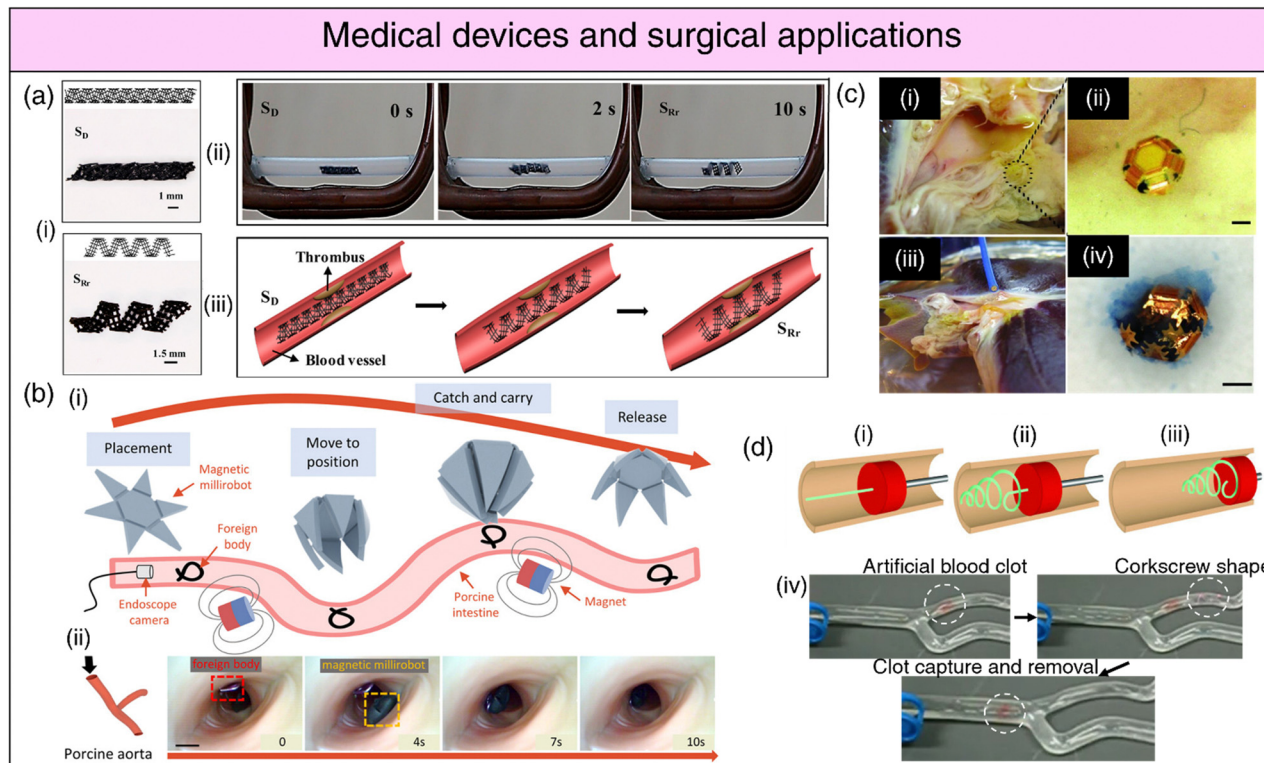 Medical devices and surgical applications
(a)
S_D
1 mm
(i)
S_Rr
1.5 mm
(ii)
S_D
0 s
2 s
S_Rr
10 s
(iii)
Thrombus
S_D
Blood vessel
S_Rr
(c)
(i)
(ii)
(iii)
(iv)
(b)
(i)
Catch and carry
Release
Placement
Move to
position
Magnetic
millirobot
Foreign
body
Endoscope
camera
Porcine
intestine
Magnet
(ii)
foreign body
magnetic millirobot
0
4s
7s
10s
Porcine aorta
(d)
(i)
(ii)
(iii)
Artificial blood clot
Corkscrew shape
(iv)
Clot capture and removal